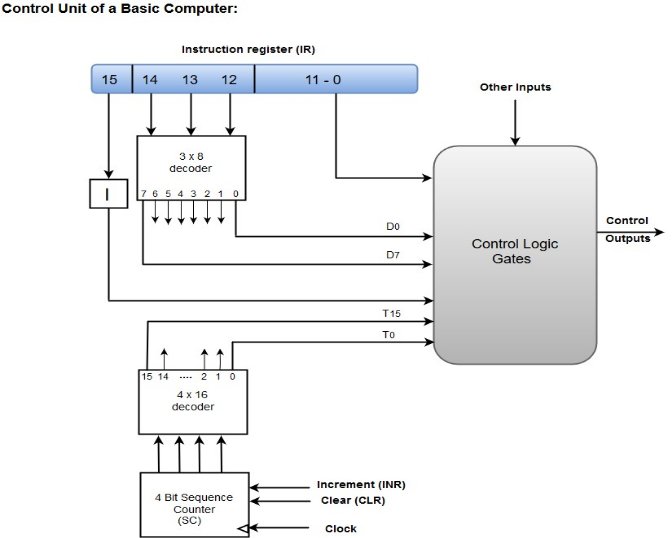 Control Unit of a Basic Computer:
Instruction register (IR)
15 14 13 12 11 - 0
Other Inputs
3 x 8
decoder
7 6 5 4 3 2 1 0
I
Control Logic
Gates
Control
Outputs
D0
D7
T15
T0
15 14 ---- 2 1 0
4 x 16
decoder
4 Bit Sequence
Counter
(SC)
Increment (INR)
Clear (CLR)
Clock